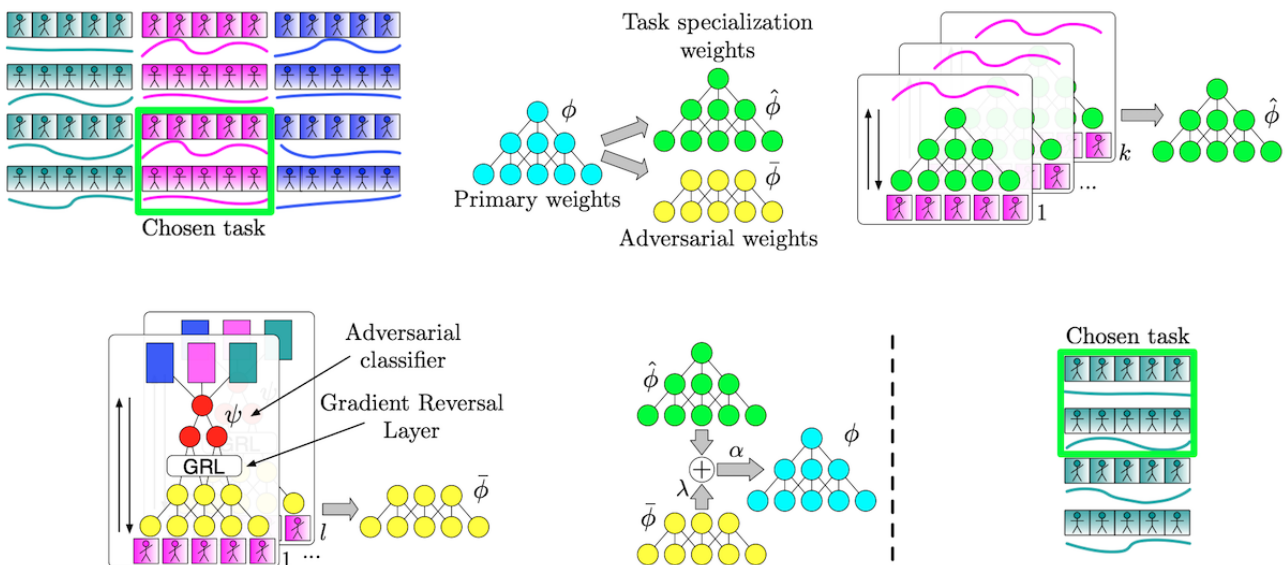 Chosen task
Task specialization
weights
ϕ
ϕ̂
ϕ̄
Primary weights
Adversarial weights
1
...
k
ϕ̂
Adversarial
classifier
Gradient Reversal
Layer
ψ
GRL
1 ...
l
ϕ̄
ϕ̂
+
α
λ
ϕ
ϕ̄
Chosen task